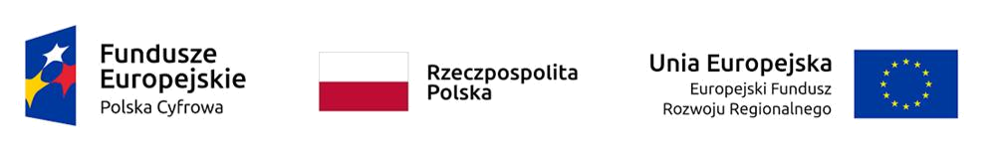 Fundusze
Europejskie
Polska Cyfrowa
Rzeczpospolita
Polska
Unia Europejska
Europejski Fundusz
Rozwoju Regionalnego